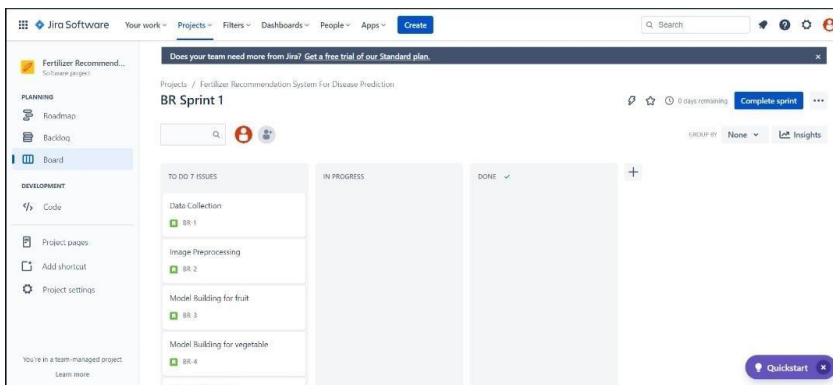 Jira Software
Your work
Projects
Filters
Dashboards
People
Apps
Create
Search
Does your team need more from Jira? Get a free trial of our Standard plan.
Fertilizer Recommend...
Software project
PLANNING
Roadmap
Backlog
Board
DEVELOPMENT
Code
Project pages
Add shortcut
Project settings
You're in a team-managed project
Learn more
Projects / Fertilizer Recommendation System For Disease Prediction
BR Sprint 1
0 days remaining
Complete sprint
GROUP BY None
Insights
TO DO 7 ISSUES
Data Collection
BR-1
Image Preprocessing
BR-2
Model Building for fruit
BR-3
Model Building for vegetable
BR-4
IN PROGRESS
DONE
Quickstart